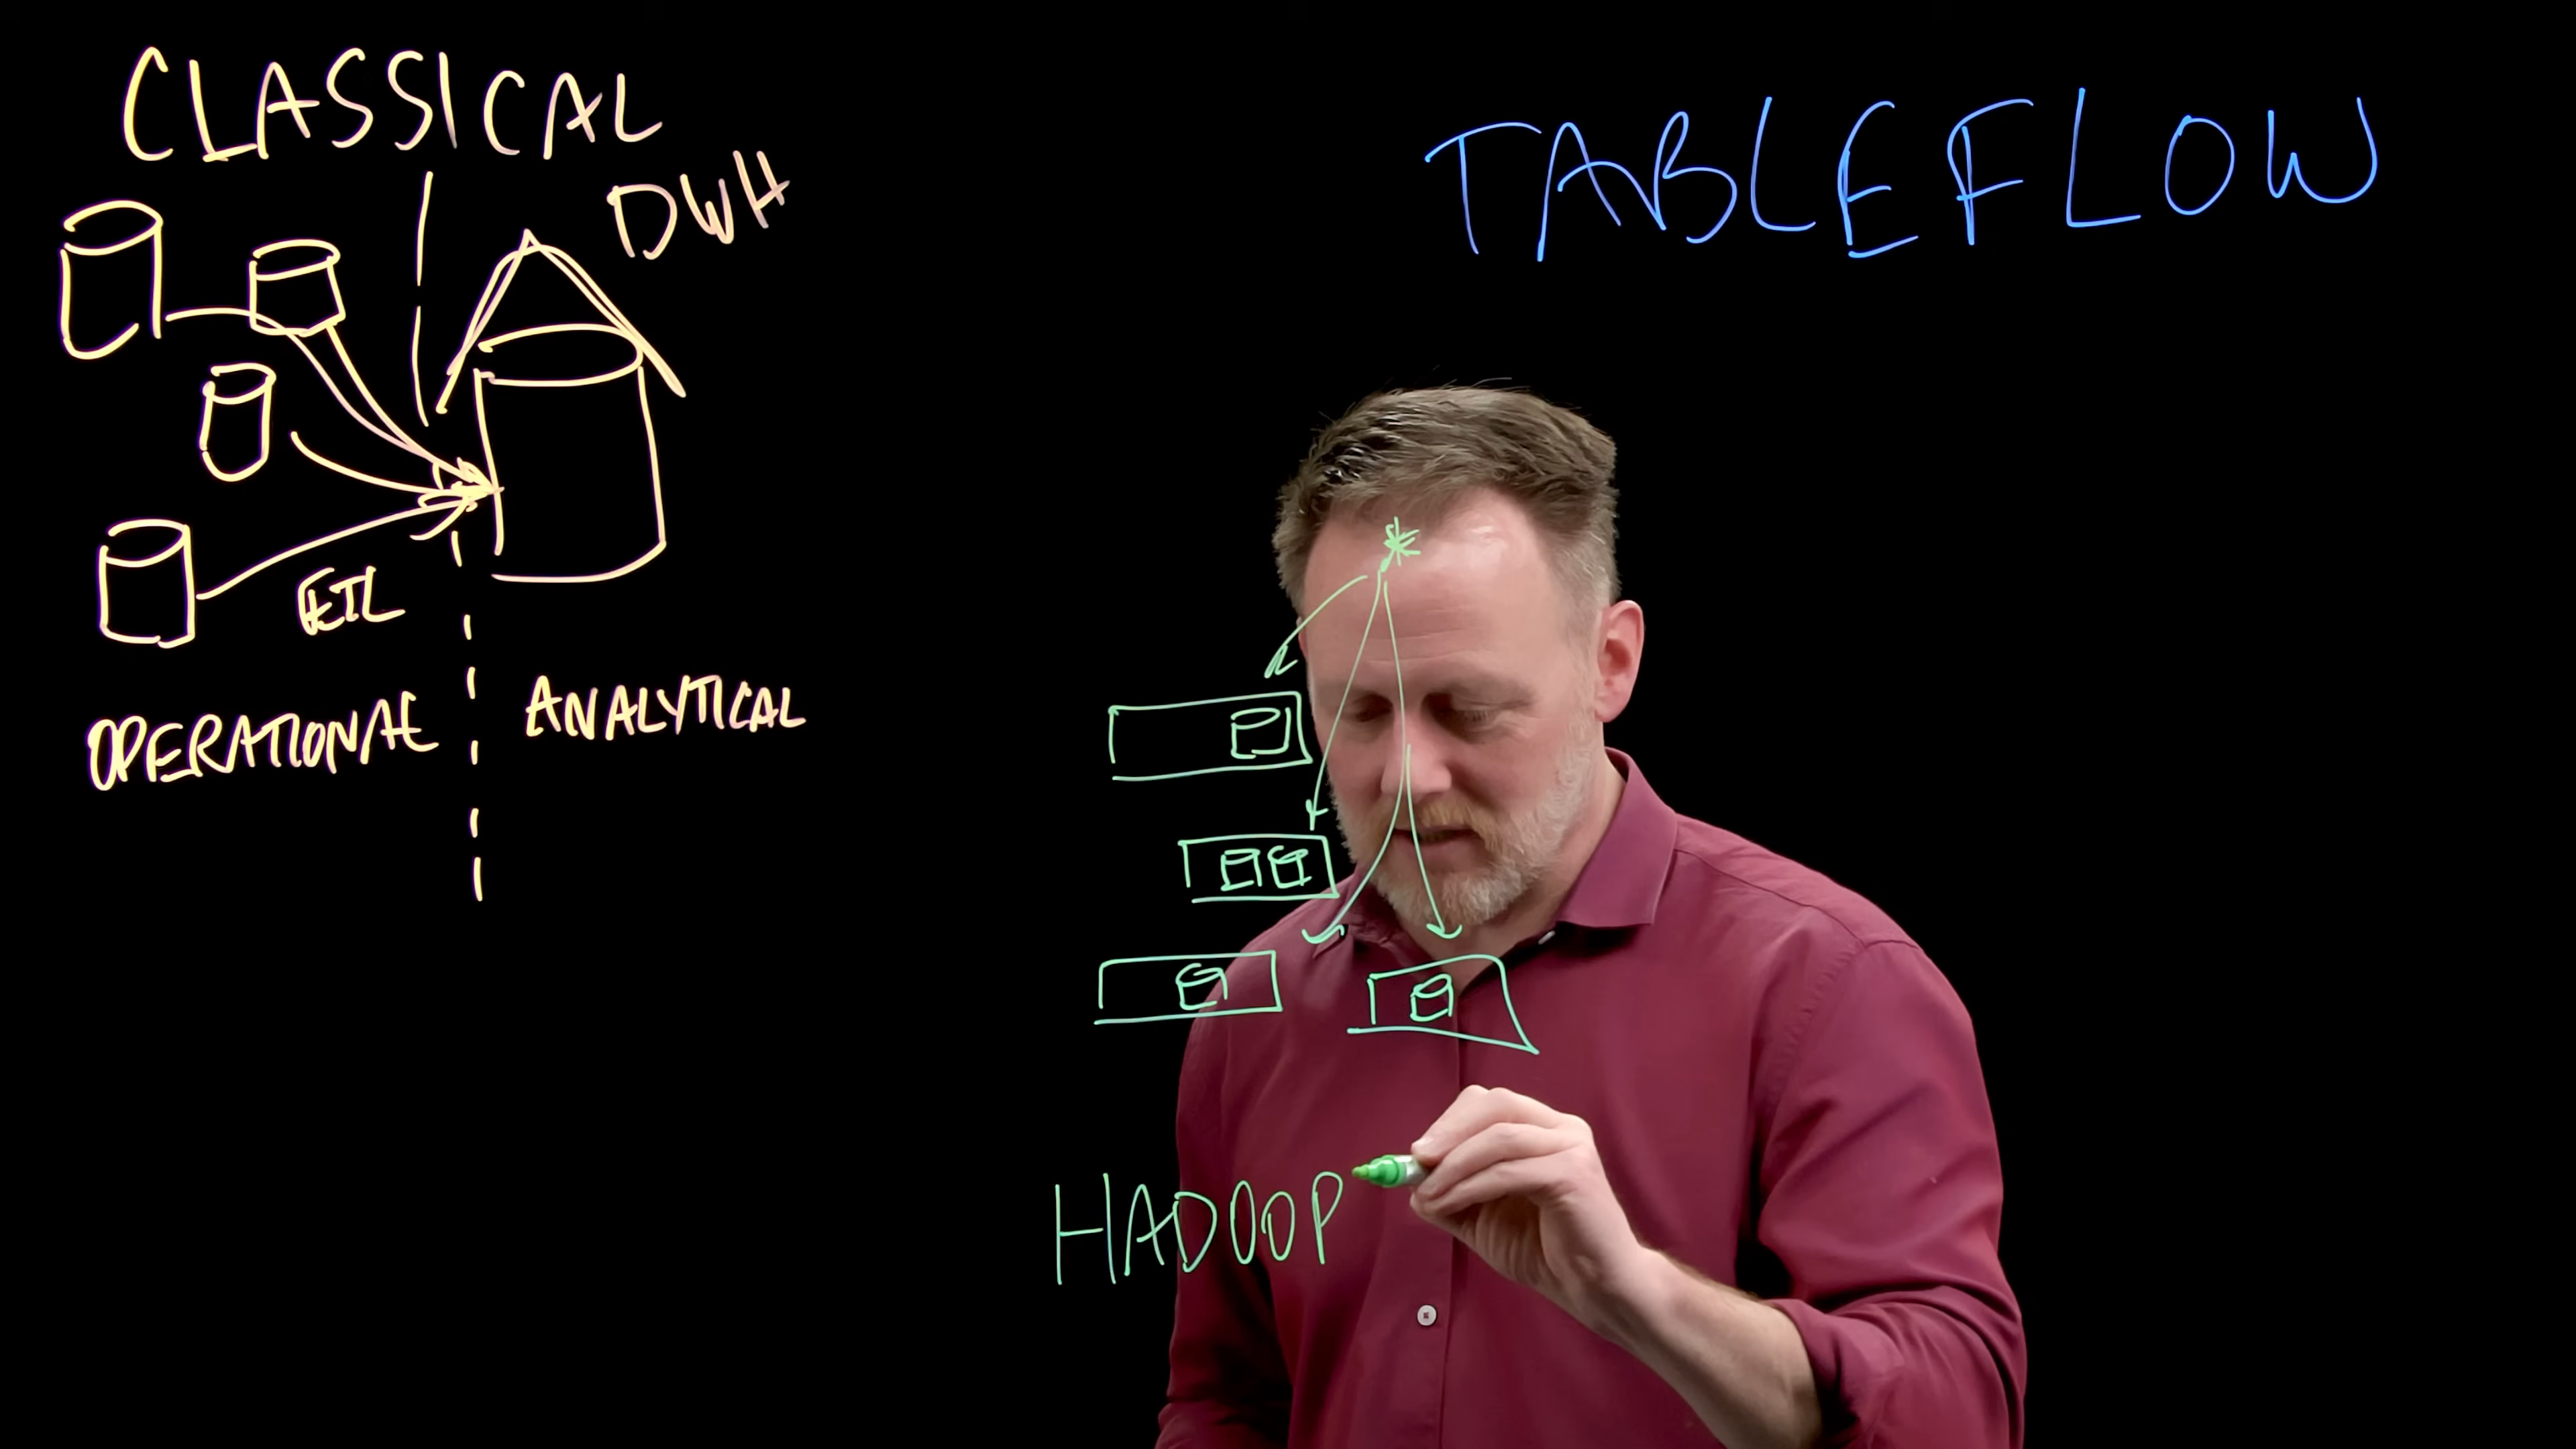 CLASSICAL
DWH
ETL
OPERATIONAL
ANALYTICAL
TABLEFLOW
HADOOP